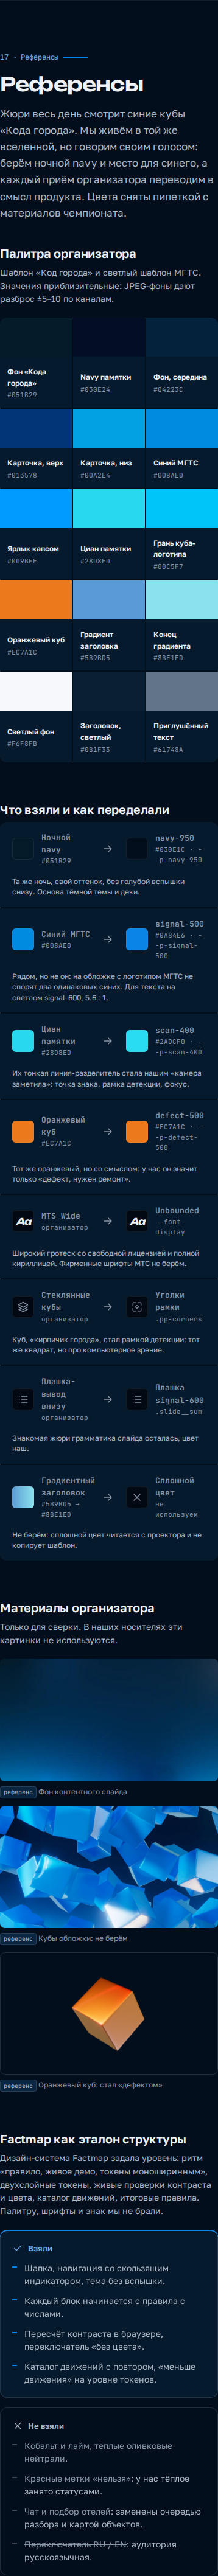 17 · Референсы
Референсы
Жюри весь день смотрит синие кубы
«Кода города». Мы живём в той же
вселенной, но говорим своим голосом:
берём ночной navy и место для синего, а
каждый приём организатора переводим в
смысл продукта. Цвета сняты пипеткой с
материалов чемпионата.
Палитра организатора
Шаблон «Код города» и светлый шаблон МГТС.
Значения приблизительные: JPEG-фоны дают
разброс ±5–10 по каналам.
Фон «Кода
города»
#051B29
Navy памятки
#030E24
Фон, середина
#04223C
Карточка, верх
#013578
Карточка, низ
#00A2E4
Синий МГТС
#008AE0
Ярлык капсом
#009BFE
Циан памятки
#28D8ED
Грань куба-
логотипа
#00C5F7
Оранжевый куб
#EC7A1C
Градиент
заголовка
#5B9BD5
Конец
градиента
#8BE1ED
Светлый фон
#F6F8FB
Заголовок,
светлый
#0B1F33
Приглушённый
текст
#61748A
Что взяли и как переделали
Ночной
navy
#051B29
navy-950
#030E1C · -
-p-navy-950
Та же ночь, свой оттенок, без голубой вспышки
снизу. Основа тёмной темы и деки.
Синий МГТС
#008AE0
signal-500
#0A84E6 · -
-p-signal-
500
Рядом, но не он: на обложке с логотипом МГТС не
спорят два одинаковых синих. Для текста на
светлом signal-600, 5.6 : 1.
Циан
памятки
#28D8ED
scan-400
#2ADCF0 · -
-p-scan-400
Их тонкая линия-разделитель стала нашим «камера
заметила»: точка знака, рамка детекции, фокус.
Оранжевый
куб
#EC7A1C
defect-500
#EC7A1C · -
-p-defect-
500
Тот же оранжевый, но со смыслом: у нас он значит
только «дефект, нужен ремонт».
Aa
MTS Wide
организатор
Aa
Unbounded
--font-
display
Широкий гротеск со свободной лицензией и полной
кириллицей. Фирменные шрифты МТС не берём.
Стеклянные
кубы
организатор
Уголки
рамки
.pp-corners
Куб, «кирпичик города», стал рамкой детекции: тот
же квадрат, но про компьютерное зрение.
Плашка-
вывод
внизу
организатор
Плашка
signal-600
.slide__sum
Знакомая жюри грамматика слайда осталась, цвет
наш.
Градиентный
заголовок
#5B9BD5 →
#8BE1ED
Сплошной
цвет
не
используем
Не берём: сплошной цвет читается с проектора и не
копирует шаблон.
Материалы организатора
Только для сверки. В наших носителях эти
картинки не используются.
референс Фон контентного слайда
референс Кубы обложки: не берём
референс Оранжевый куб: стал «дефектом»
Factmap как эталон структуры
Дизайн-система Factmap задала уровень: ритм
«правило, живое демо, токены моноширинным»,
двухслойные токены, живые проверки контраста
и цвета, каталог движений, итоговые правила.
Палитру, шрифты и знак мы не брали.
Взяли
Шапка, навигация со скользящим
индикатором, тема без вспышки.
Каждый блок начинается с правила с
числами.
Пересчёт контраста в браузере,
переключатель «без цвета».
Каталог движений с повтором, «меньше
движения» на уровне токенов.
Не взяли
Кобальт и лайм, тёплые оливковые
нейтрали.
Красные метки «нельзя»: у нас тёплое
занято статусами.
Чат и подбор отелей: заменены очередью
разбора и картой объектов.
Переключатель RU / EN: аудитория
русскоязычная.